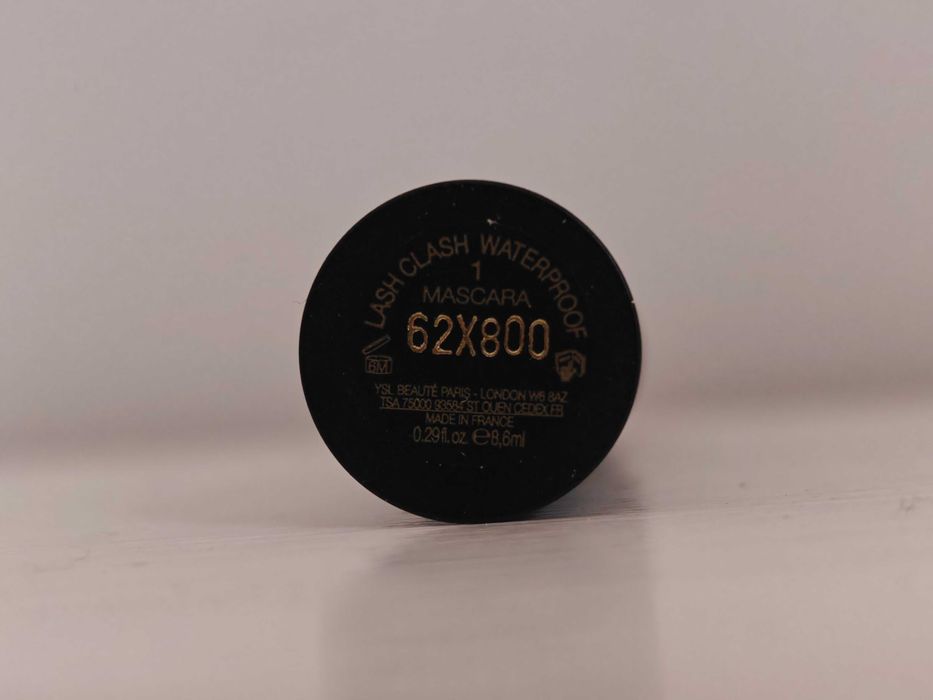 LASH CLASH WATERPROOF
1
MASCARA
62X800
6M
YSL BEAUTÉ PARIS - LONDON W6 8AZ
TSA 75000 93584 ST OUEN CEDEX FR
MADE IN FRANCE
0.29 fl. oz. ℮ 8,6ml